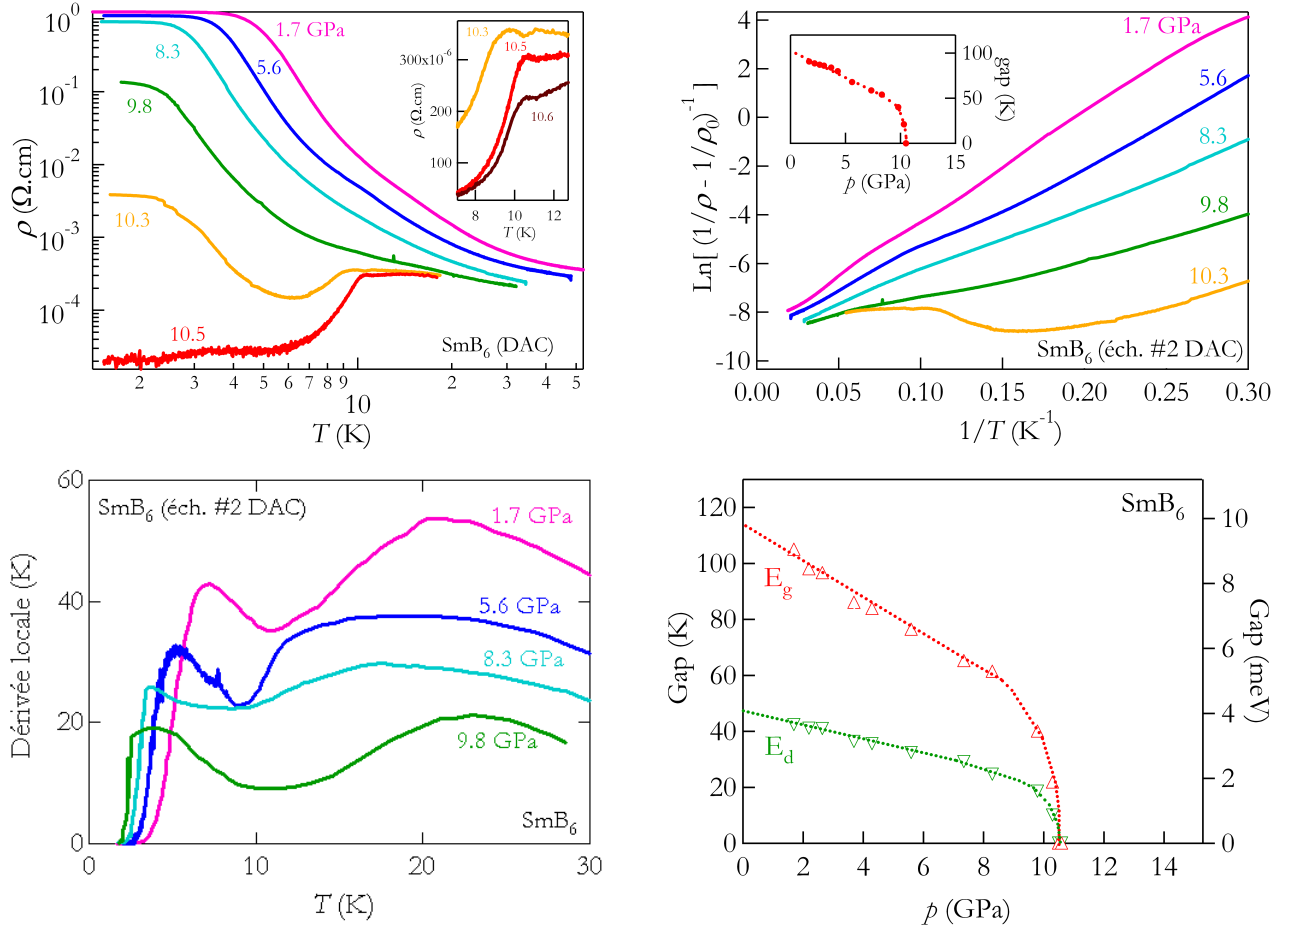 10⁰
10⁻¹
10⁻²
10⁻³
10⁻⁴
ρ (Ω.cm)
1.7 GPa
8.3
5.6
9.8
10.3
10.5
SmB₆ (DAC)
2 3 4 5 6 7 8 9 2 3 4 5
10
T (K)
10.3
10.5
10.6
300x10⁻⁶
200
100
ρ (Ω.cm)
8 10 12
T (K)
4
2
0
-2
-4
-6
-8
-10
Ln[ (1/ρ - 1/ρ₀)⁻¹ ]
1.7 GPa
5.6
8.3
9.8
10.3
SmB₆ (éch. #2 DAC)
0.00 0.05 0.10 0.15 0.20 0.25 0.30
1/T (K⁻¹)
100
50
0
gap (K)
0 5 10 15
p (GPa)
60
40
20
0
Dérivée locale (K)
SmB₆ (éch. #2 DAC)
1.7 GPa
5.6 GPa
8.3 GPa
9.8 GPa
SmB₆
0 10 20 30
T (K)
120
100
80
60
40
20
0
Gap (K)
SmB₆
E_g
E_d
10
8
6
4
2
0
Gap (meV)
0 2 4 6 8 10 12 14
p (GPa)